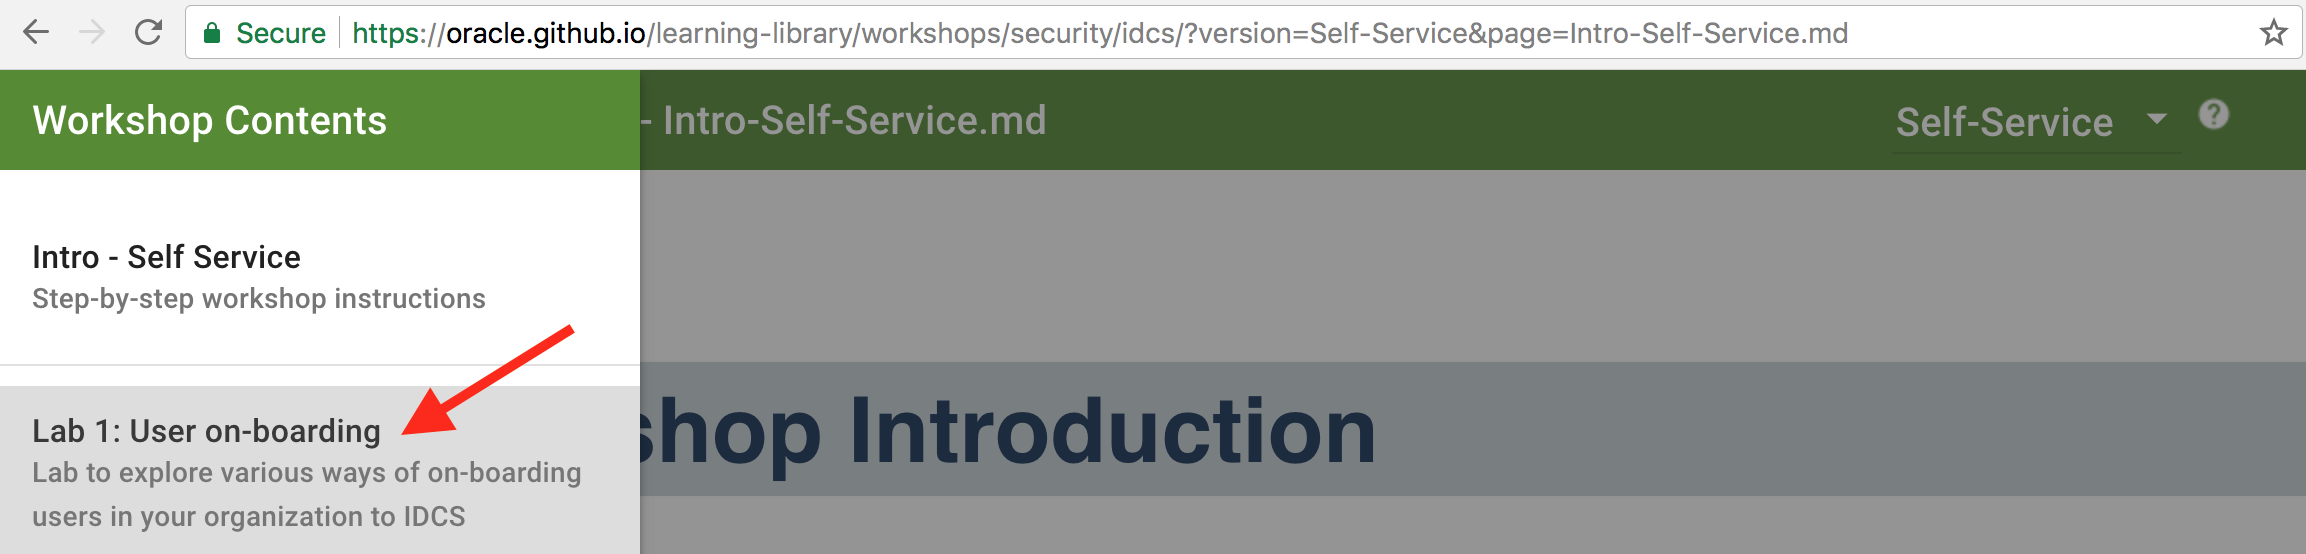 Secure https://oracle.github.io/learning-library/workshops/security/idcs/?version=Self-Service&page=Intro-Self-Service.md
Workshop Contents
- Intro-Self-Service.md
Self-Service
?
Intro - Self Service
Step-by-step workshop instructions
Lab 1: User on-boarding
Lab to explore various ways of on-boarding
users in your organization to IDCS
shop Introduction